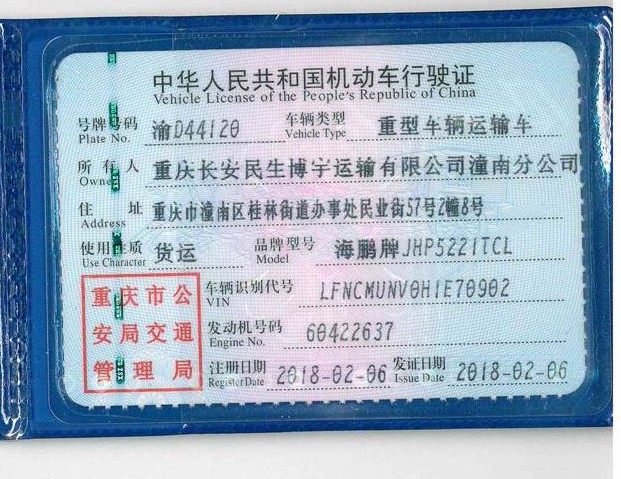 中华人民共和国机动车行驶证
Vehicle License of the People's Republic of China
号牌号码 渝D44120 车辆类型 重型车辆运输车
Plate No. Vehicle Type
所有人 重庆长安民生博宇运输有限公司潼南分公司
Owner
住址 重庆市潼南区桂林街道办事处民业街57号2幢8号
Address
使用性质 货运 品牌型号 海鹏牌JHP5221TCL
Use Character Model
重庆市公 车辆识别代号 LFNCMUNV0H1E70902
VIN
安局交通 发动机号码 60422637
Engine No.
管理局 注册日期 2018-02-06 发证日期 2018-02-06
Register Date Issue Date